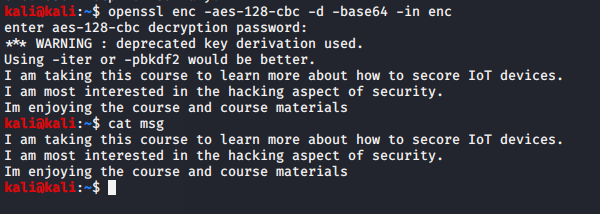 kali@kali:~$ openssl enc -aes-128-cbc -d -base64 -in enc
enter aes-128-cbc decryption password:
*** WARNING : deprecated key derivation used.
Using -iter or -pbkdf2 would be better.
I am taking this course to learn more about how to secore IoT devices.
I am most interested in the hacking aspect of security.
Im enjoying the course and course materials
kali@kali:~$ cat msg
I am taking this course to learn more about how to secore IoT devices.
I am most interested in the hacking aspect of security.
Im enjoying the course and course materials
kali@kali:~$